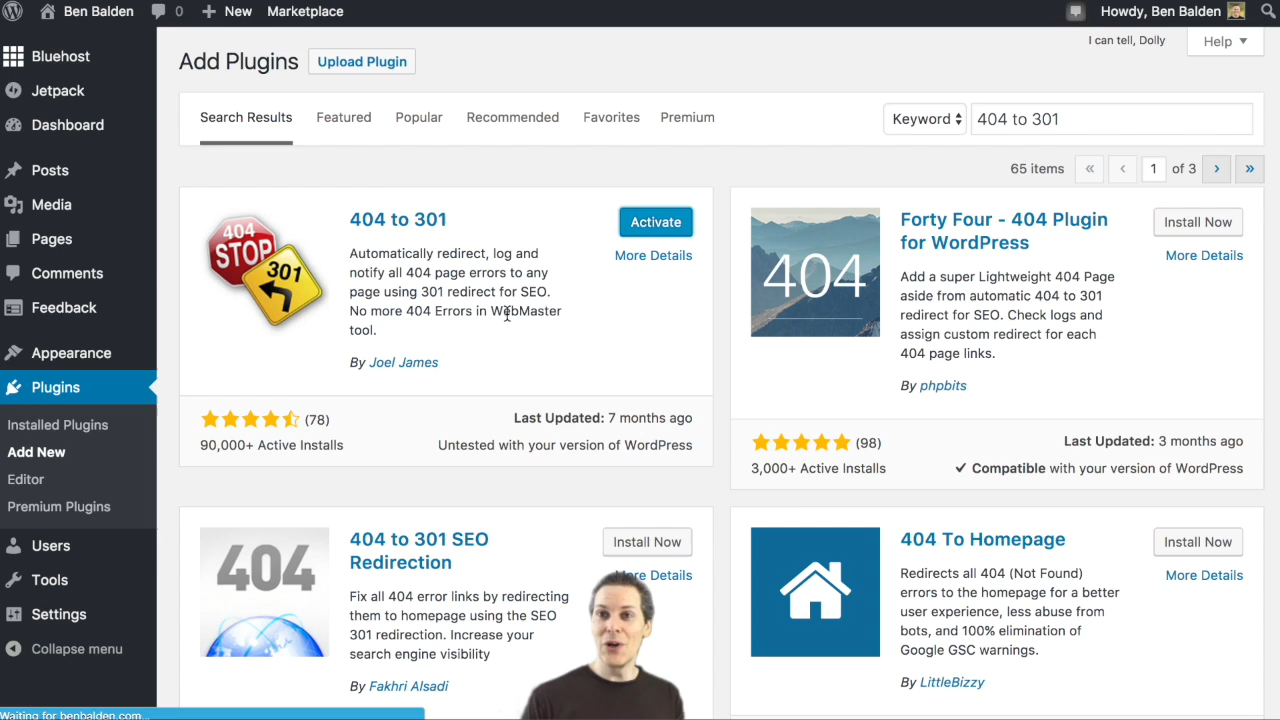 Ben Balden 0 New Marketplace Howdy, Ben Balden
Bluehost
Jetpack
Dashboard
Posts
Media
Pages
Comments
Feedback
Appearance
Plugins
Installed Plugins
Add New
Editor
Premium Plugins
Users
Tools
Settings
Collapse menu
Waiting for benbalden.com...
I can tell, Dolly
Help
Add Plugins Upload Plugin
Search Results Featured Popular Recommended Favorites Premium Keyword 404 to 301
65 items « ‹ 1 of 3 › »
404
STOP
301
404 to 301
Activate
More Details
Automatically redirect, log and
notify all 404 page errors to any
page using 301 redirect for SEO.
No more 404 Errors in WebMaster
tool.
By Joel James
(78)
Last Updated: 7 months ago
90,000+ Active Installs
Untested with your version of WordPress
404
Forty Four - 404 Plugin
for WordPress
Install Now
More Details
Add a super Lightweight 404 Page
aside from automatic 404 to 301
redirect for SEO. Check logs and
assign custom redirect for each
404 page links.
By phpbits
(98)
Last Updated: 3 months ago
3,000+ Active Installs
Compatible with your version of WordPress
404
404 to 301 SEO
Redirection
Install Now
More Details
Fix all 404 error links by redirecting
them to homepage using the SEO
301 redirection. Increase your
search engine visibility
By Fakhri Alsadi
404 To Homepage
Install Now
More Details
Redirects all 404 (Not Found)
errors to the homepage for a better
user experience, less abuse from
bots, and 100% elimination of
Google GSC warnings.
By LittleBizzy